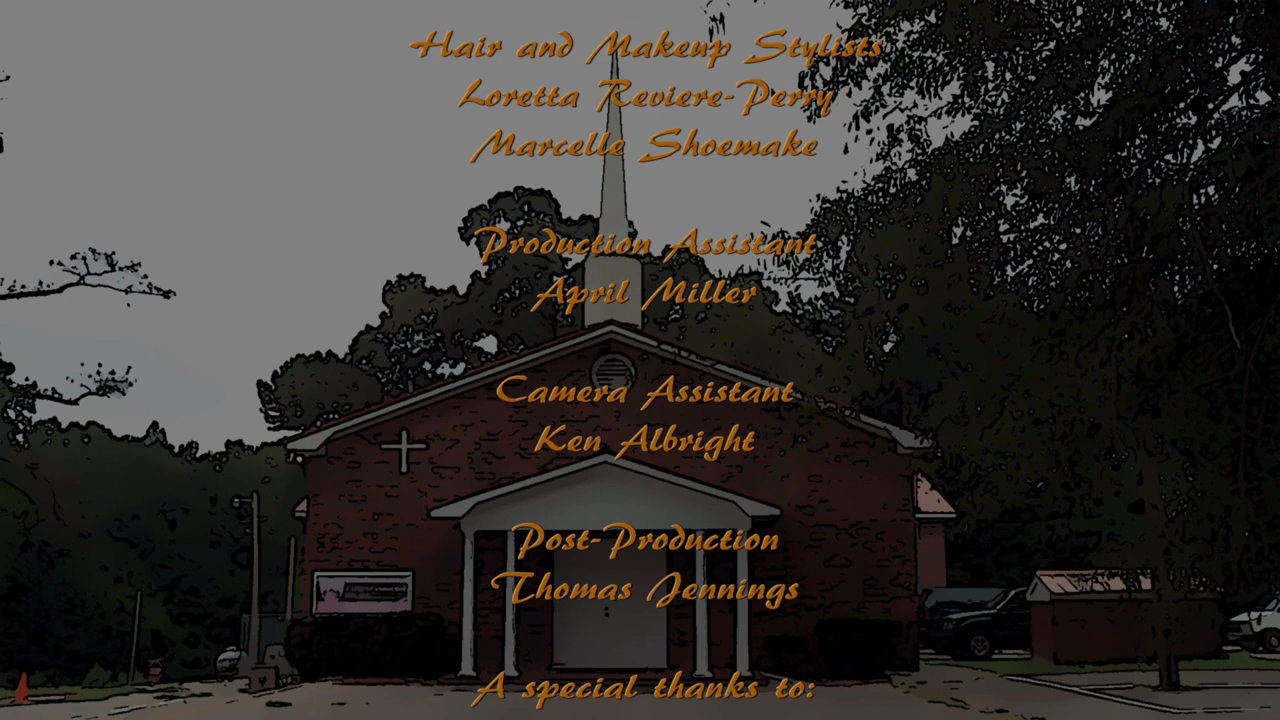 Hair and Makeup Stylists
Loretta Reviere-Perry
Marcelle Shoemake
Production Assistant
April Miller
Camera Assistant
Ken Albright
Post-Production
Thomas Jennings
A special thanks to: